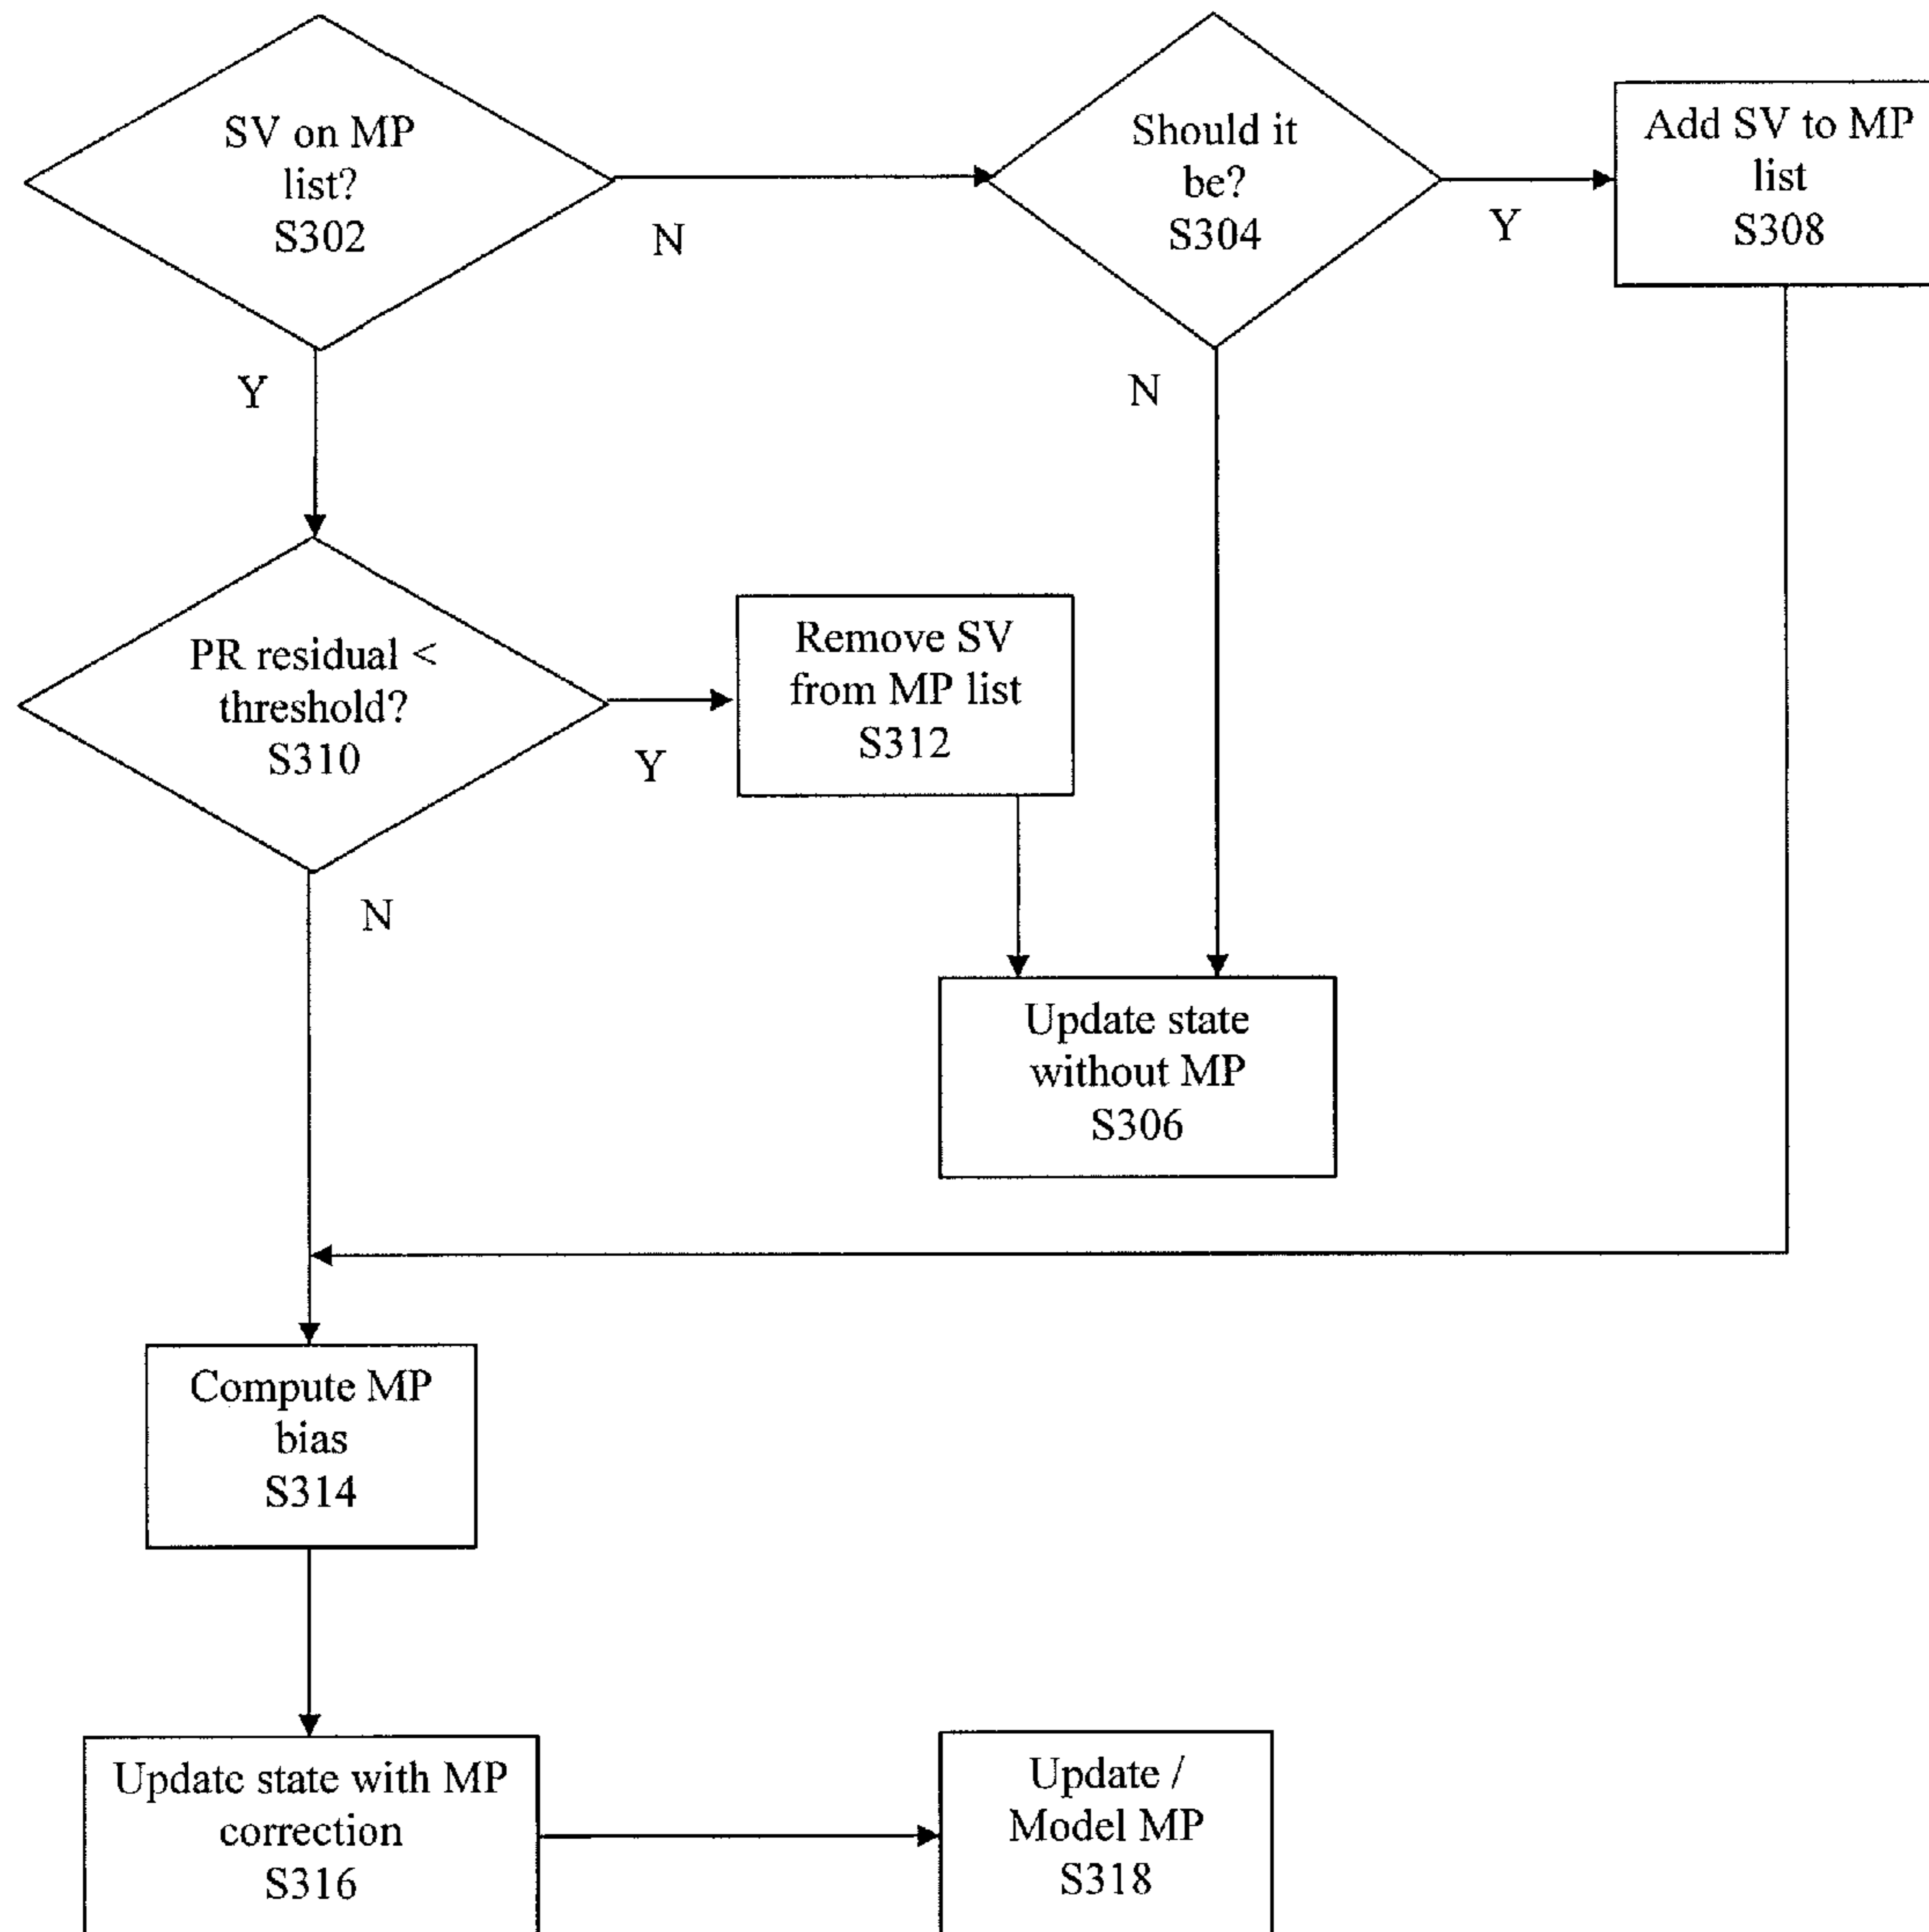 SV on MP
list?
S302
N
Should it
be?
S304
Y
Add SV to MP
list
S308
Y
N
PR residual <
threshold?
S310
Y
Remove SV
from MP list
S312
N
Update state
without MP
S306
Compute MP
bias
S314
Update state with MP
correction
S316
Update /
Model MP
S318